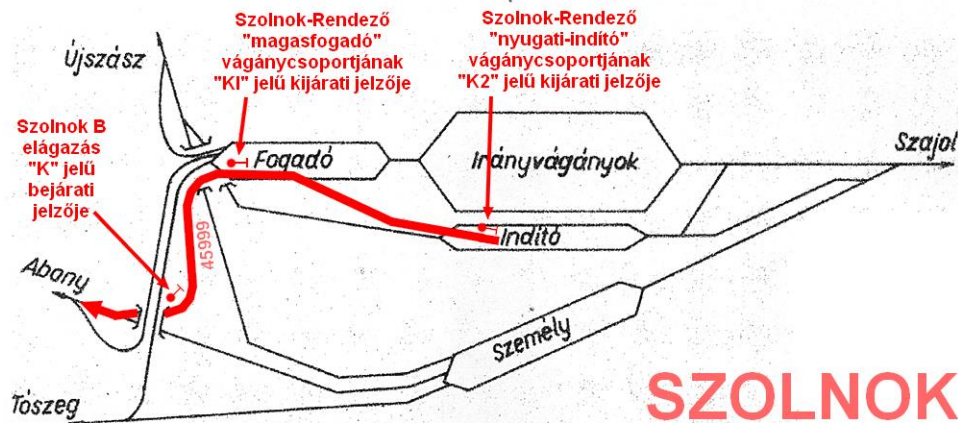 Szolnok-Rendező
"magasfogadó"
vágánycsoportjának
"KI" jelű kijárati jelzője
Szolnok-Rendező
"nyugati-indító"
vágánycsoportjának
"K2" jelű kijárati jelzője
Újszász
Szolnok B
elágazás
"K" jelű
bejárati
jelzője
Fogadó
Irányvágányok
Szajol
Indító
45999
Abany
Személy
Tószeg
SZOLNOK